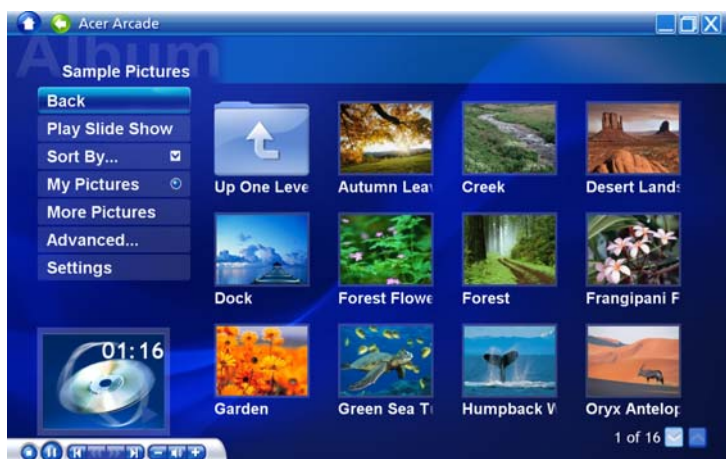 Acer Arcade
Album
Sample Pictures
Back
Play Slide Show
Sort By...
My Pictures
More Pictures
Advanced...
Settings
Up One Leve
Autumn Lea
Creek
Desert Lands
Dock
Forest Flowe
Forest
Frangipani F
Garden
Green Sea T
Humpback W
Oryx Antelop
01:16
1 of 16